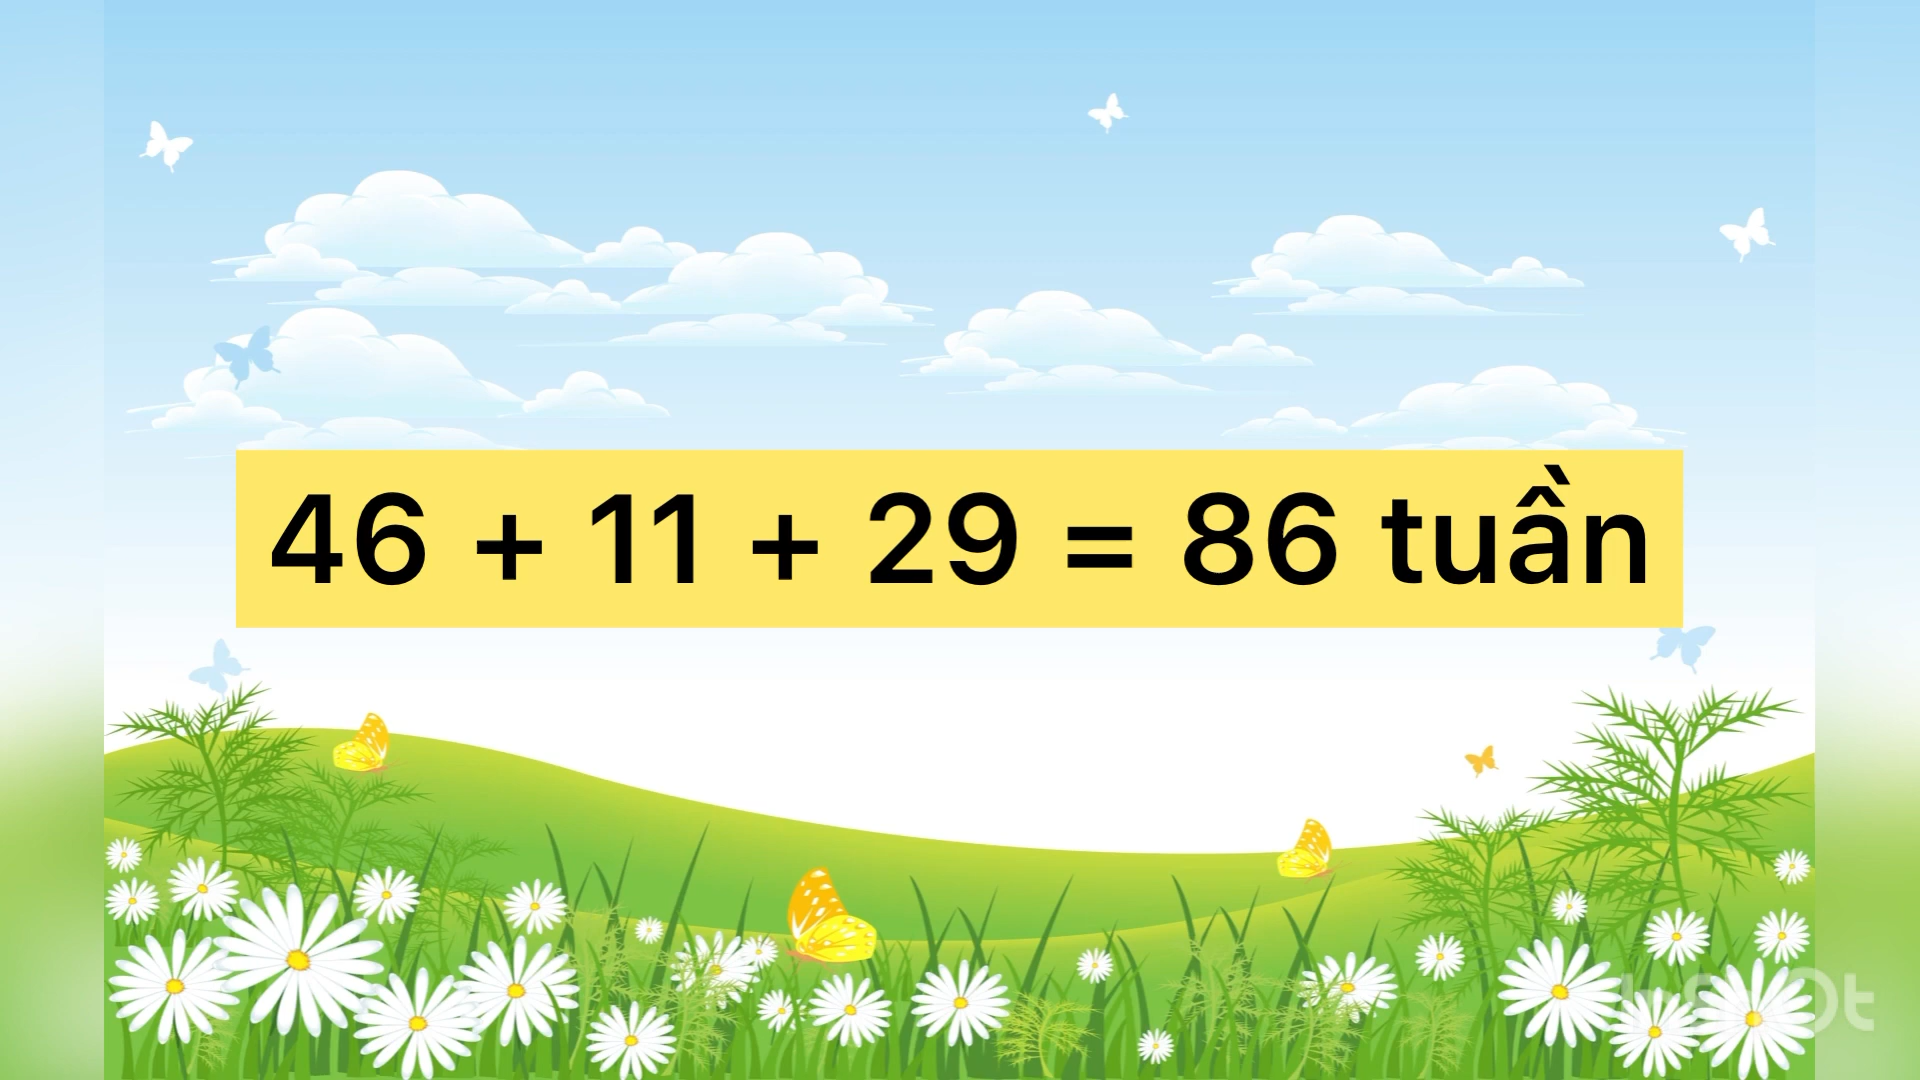 46 + 11 + 29 = 86 tuần